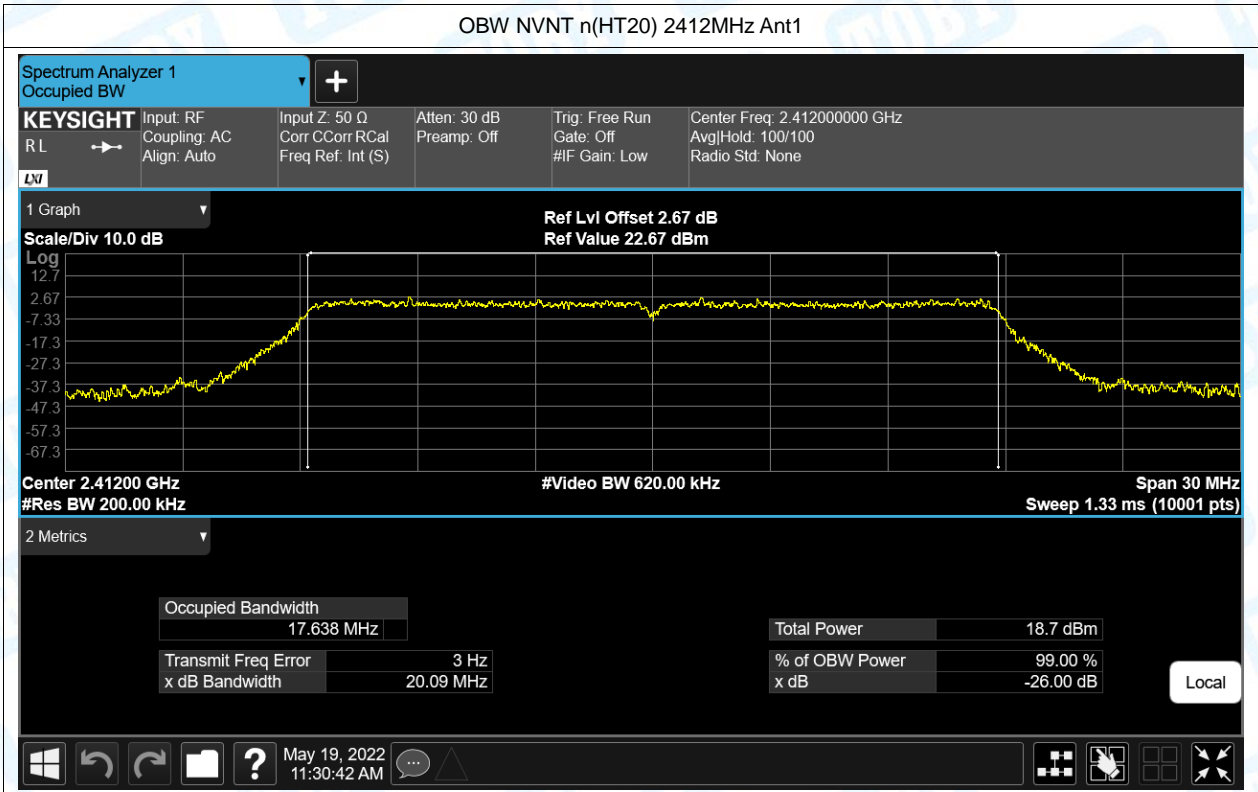 OBW NVNT n(HT20) 2412MHz Ant1
Spectrum Analyzer 1
Occupied BW
KEYSIGHT
RL
LXI
Input: RF
Coupling: AC
Align: Auto
Input Z: 50 Ω
Corr CCorr RCal
Freq Ref: Int (S)
Atten: 30 dB
Preamp: Off
Trig: Free Run
Gate: Off
#IF Gain: Low
Center Freq: 2.412000000 GHz
Avg|Hold: 100/100
Radio Std: None
1 Graph
Scale/Div 10.0 dB
Ref Lvl Offset 2.67 dB
Ref Value 22.67 dBm
Log
12.7
2.67
-7.33
-17.3
-27.3
-37.3
-47.3
-57.3
-67.3
Center 2.41200 GHz
#Video BW 620.00 kHz
Span 30 MHz
#Res BW 200.00 kHz
Sweep 1.33 ms (10001 pts)
2 Metrics
Occupied Bandwidth
17.638 MHz
Total Power 18.7 dBm
Transmit Freq Error 3 Hz
% of OBW Power 99.00 %
x dB Bandwidth 20.09 MHz
x dB -26.00 dB
Local
?
May 19, 2022
11:30:42 AM